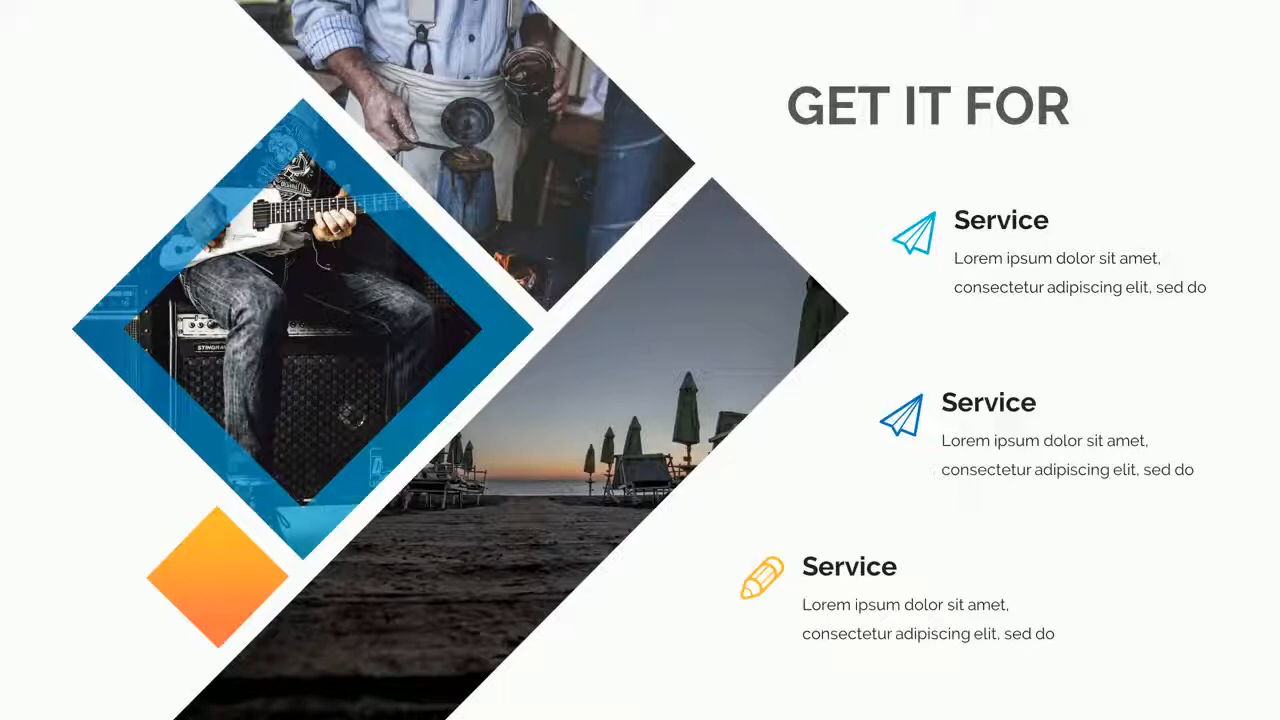 GET IT FOR
Service
Lorem ipsum dolor sit amet,
consectetur adipiscing elit, sed do
Service
Lorem ipsum dolor sit amet,
consectetur adipiscing elit, sed do
Service
Lorem ipsum dolor sit amet,
consectetur adipiscing elit, sed do